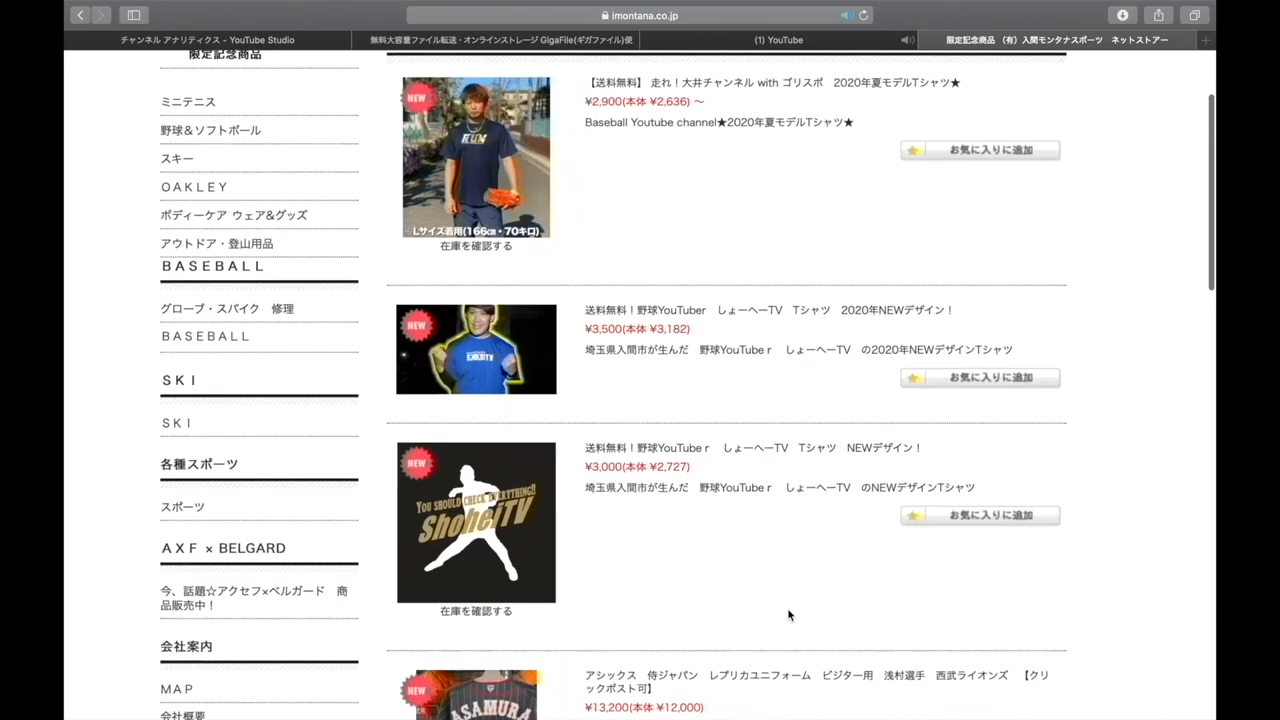 imontana.co.jp
チャンネル アナリティクス - YouTube Studio
無料大容量ファイル転送・オンラインストレージ GigaFile(ギガファイル)便
(1) YouTube
限定記念商品 （有）入間モンタナスポーツ　ネットストアー
限定記念商品
ミニテニス
野球＆ソフトボール
スキー
ＯＡＫＬＥＹ
ボディーケア ウェア&グッズ
アウトドア・登山用品
ＢＡＳＥＢＡＬＬ
グローブ・スパイク　修理
ＢＡＳＥＢＡＬＬ
ＳＫＩ
ＳＫＩ
各種スポーツ
スポーツ
ＡＸＦ × BELGARD
今、話題☆アクセフ×ベルガード　商
品販売中！
会社案内
ＭＡＰ
会社概要
NEW
RUN
Lサイズ着用(166㎝・70キロ)
在庫を確認する
【送料無料】 走れ！大井チャンネル with ゴリスポ　2020年夏モデルTシャツ★
¥2,900(本体 ¥2,636) 〜
Baseball Youtube channel★2020年夏モデルTシャツ★
お気に入りに追加
NEW
SHOHEITV
送料無料！野球YouTuber　しょーへーTV　Tシャツ　2020年NEWデザイン！
¥3,500(本体 ¥3,182)
埼玉県入間市が生んだ　野球YouTubeｒ　しょーへーTV　の2020年NEWデザインTシャツ
お気に入りに追加
NEW
YOU SHOULD CHECK EVERYTHING!!
ShoheiTV
在庫を確認する
送料無料！野球YouTubeｒ　しょーへーTV　Tシャツ　NEWデザイン！
¥3,000(本体 ¥2,727)
埼玉県入間市が生んだ　野球YouTubeｒ　しょーへーTV　のNEWデザインTシャツ
お気に入りに追加
NEW
ASAMURA
アシックス　侍ジャパン　レプリカユニフォーム　ビジター用　浅村選手　西武ライオンズ　【クリ
ックポスト可】
¥13,200(本体 ¥12,000)